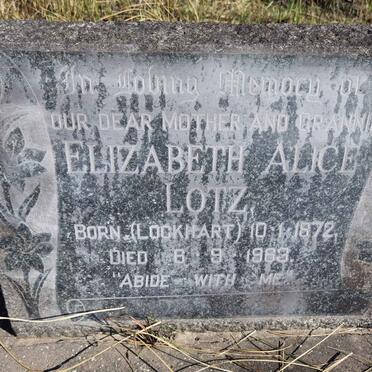 In Loving Memory of
OUR DEAR MOTHER AND GRANNIE
ELIZABETH ALICE
LOTZ
BORN (LOCKHART) 10·1·1872
DIED 6·9·1963
"ABIDE WITH ME"